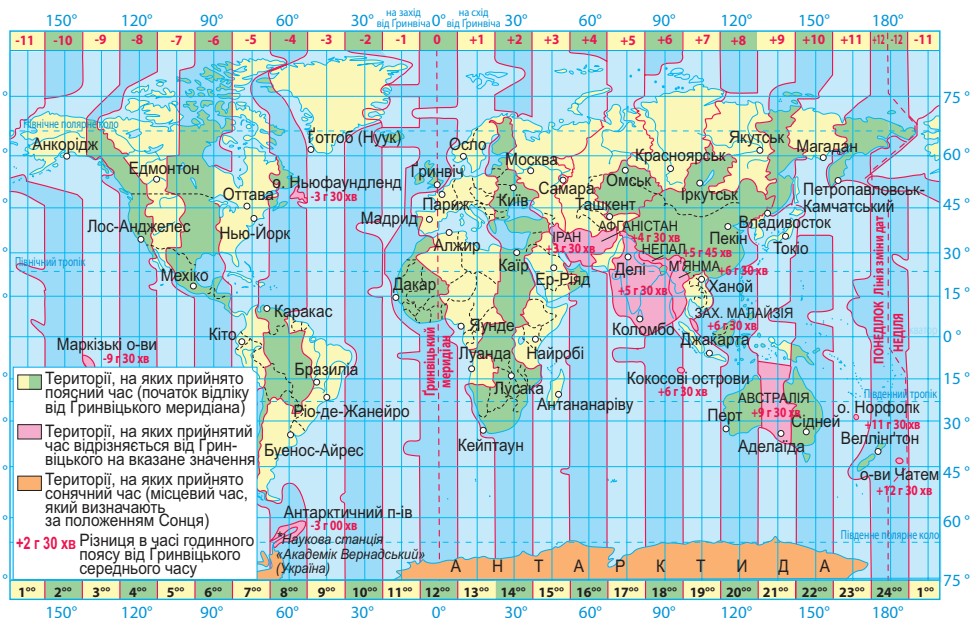 на захід від Ґринвіча
на схід від Ґринвіча
150° 120° 90° 60° 30° 0° 30° 60° 90° 120° 150° 180°
-11 -10 -9 -8 -7 -6 -5 -4 -3 -2 -1 0 +1 +2 +3 +4 +5 +6 +7 +8 +9 +10 +11 +12 -12 -11
75°
Північне полярне коло
Анкорідж
Ґотгоб (Нуук)
Осло
Москва
Якутськ
Магадан
Красноярськ
60°
Едмонтон
о. Ньюфаундленд
-3 г 30 хв
Оттава
Ґринвіч
Самара
Омськ
Іркутськ
Петропавловськ-
Камчатський
Париж
Київ
Ташкент
45°
Лос-Анджелес
Нью-Йорк
Мадрид
АФГАНІСТАН
+4 г 30 хв
Владивосток
Алжир
ІРАН
+3 г 30 хв
Пекін
Токіо
НЕПАЛ
+5 г 45 хв
30°
Північний тропік
Мехіко
Каїр
Ер-Ріяд
Делі
М'ЯНМА
+6 г 30 хв
Дакар
+5 г 30 хв
Ханой
15°
Каракас
Яунде
Коломбо
ЗАХ. МАЛАЙЗІЯ
+6 г 30 хв
Кіто
0°
Маркізькі о-ви
-9 г 30 хв
Луанда
Найробі
Джакарта
Ґринвіцький
меридіан
ПОНЕДІЛОК
Лінія зміни дат
НЕДІЛЯ
Бразиліа
Лусака
Кокосові острови
+6 г 30 хв
15°
Ріо-де-Жанейро
Антананаріву
АВСТРАЛІЯ
+9 г 30 хв
Південний тропік
о. Норфолк
+11 г 30 хв
Перт
Сідней
30°
Буенос-Айрес
Кейптаун
Аделаїда
Веллінґтон
45°
о-ви Чатем
+12 г 30 хв
Антарктичний п-ів
-3 г 00 хв
*Наукова станція
«Академік Вернадський»
(Україна)
60°
Південне полярне коло
АНТАРКТИДА
75°
Території, на яких прийнято
поясний час (початок відліку
від Ґринвіцького меридіана)
Території, на яких прийнятий
час відрізняється від Ґрин-
віцького на вказане значення
Території, на яких прийнято
сонячний час (місцевий час,
який визначають
за положенням Сонця)
+2 г 30 хв Різниця в часі годинного
поясу від Ґринвіцького
середнього часу
1⁰⁰ 2⁰⁰ 3⁰⁰ 4⁰⁰ 5⁰⁰ 6⁰⁰ 7⁰⁰ 8⁰⁰ 9⁰⁰ 10⁰⁰ 11⁰⁰ 12⁰⁰ 13⁰⁰ 14⁰⁰ 15⁰⁰ 16⁰⁰ 17⁰⁰ 18⁰⁰ 19⁰⁰ 20⁰⁰ 21⁰⁰ 22⁰⁰ 23⁰⁰ 24⁰⁰ 1⁰⁰
150° 120° 90° 60° 30° 0° 30° 60° 90° 120° 150° 180°